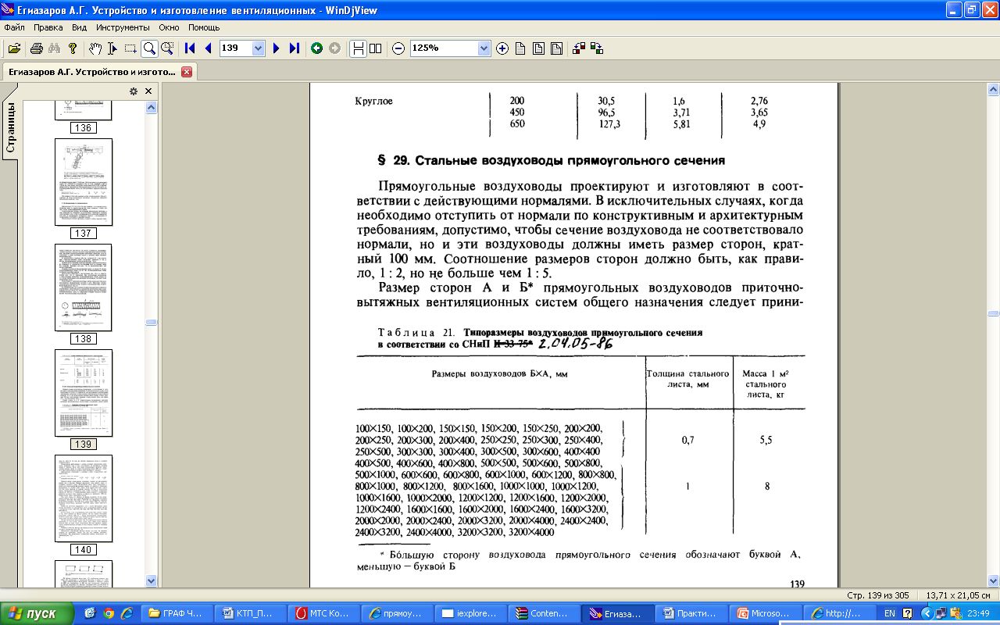 Егиазаров А.Г. Устройство и изготовление вентиляционных - WinDjView
Файл Правка Вид Инструменты Окно Помощь
139 125%
Егиазаров А.Г. Устройство и изгото...
Страницы
136
137
138
139
140
Круглое 200 30,5 1,6 2,76
450 96,5 3,71 3,65
650 127,3 5,81 4,9
§ 29. Стальные воздуховоды прямоугольного сечения
Прямоугольные воздуховоды проектируют и изготовляют в соот-
ветствии с действующими нормалями. В исключительных случаях, когда
необходимо отступить от нормали по конструктивным и архитектурным
требованиям, допустимо, чтобы сечение воздуховода не соответствовало
нормали, но и эти воздуховоды должны иметь размер сторон, крат-
ный 100 мм. Соотношение размеров сторон должно быть, как прави-
ло, 1 : 2, но не больше чем 1 : 5.
Размер сторон А и Б* прямоугольных воздуховодов приточно-
вытяжных вентиляционных систем общего назначения следует прини-
Таблица 21. Типоразмеры воздуховодов прямоугольного сечения
в соответствии со СНиП II-33-75* 2.04.05-86
Размеры воздуховодов Б×А, мм
Толщина стального
листа, мм
Масса 1 м²
стального
листа, кг
100×150, 100×200, 150×150, 150×200, 150×250, 200×200,
200×250, 200×300, 200×400, 250×250, 250×300, 250×400, 0,7 5,5
250×500, 300×300, 300×400, 300×500, 300×600, 400×400
400×500, 400×600, 400×800, 500×500, 500×600, 500×800,
500×1000, 600×600, 600×800, 600×1000, 600×1200, 800×800,
800×1000, 800×1200, 800×1600, 1000×1000, 1000×1200, 1 8
1000×1600, 1000×2000, 1200×1200, 1200×1600, 1200×2000,
1200×2400, 1600×1600, 1600×2000, 1600×2400, 1600×3200,
2000×2000, 2000×2400, 2000×3200, 2000×4000, 2400×2400,
2400×3200, 2400×4000, 3200×3200, 3200×4000
* Бо́льшую сторону воздуховода прямоугольного сечения обозначают буквой А,
меньшую — буквой Б
139
Стр. 139 из 305 13,71 x 21,05 см
пуск ГРАФ Ч... КТП_П... МТС Ко... прямоу... iexplore... Conten... Егиаза... Практи... Microso... http://... EN 23:49